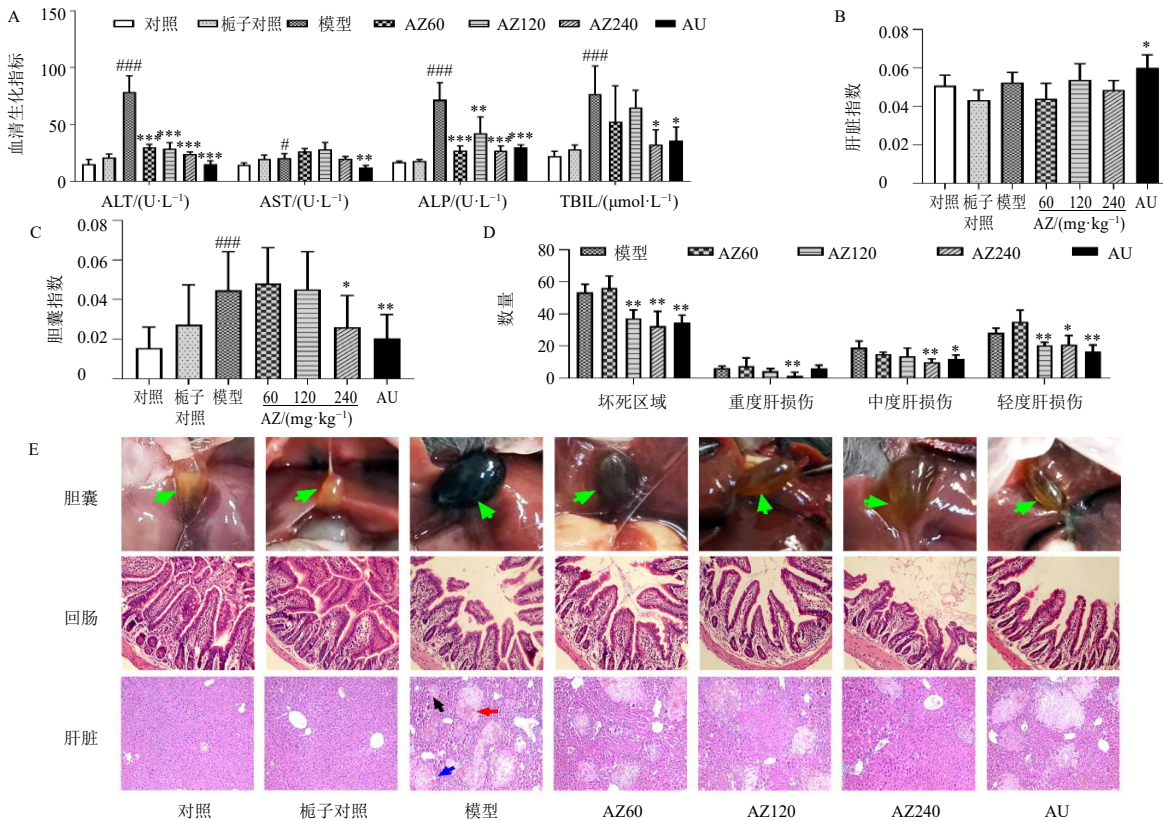 A
对照 栀子对照 模型 AZ60 AZ120 AZ240 AU
血清生化指标
150
100
50
0
###
***
***
***
***
#
**
###
***
**
***
***
###
*
*
ALT/(U·L⁻¹) AST/(U·L⁻¹) ALP/(U·L⁻¹) TBIL/(μmol·L⁻¹)
B
肝脏指数
0.08
0.06
0.04
0.02
0
*
对照 栀子对照 模型 60 120 240 AU
AZ/(mg·kg⁻¹)
C
胆囊指数
0.08
0.06
0.04
0.02
0
###
*
**
对照 栀子对照 模型 60 120 240 AU
AZ/(mg·kg⁻¹)
D
模型 AZ60 AZ120 AZ240 AU
数量
80
60
40
20
0
** ** **
**
** *
** * **
坏死区域 重度肝损伤 中度肝损伤 轻度肝损伤
E
胆囊
回肠
肝脏
对照 栀子对照 模型 AZ60 AZ120 AZ240 AU